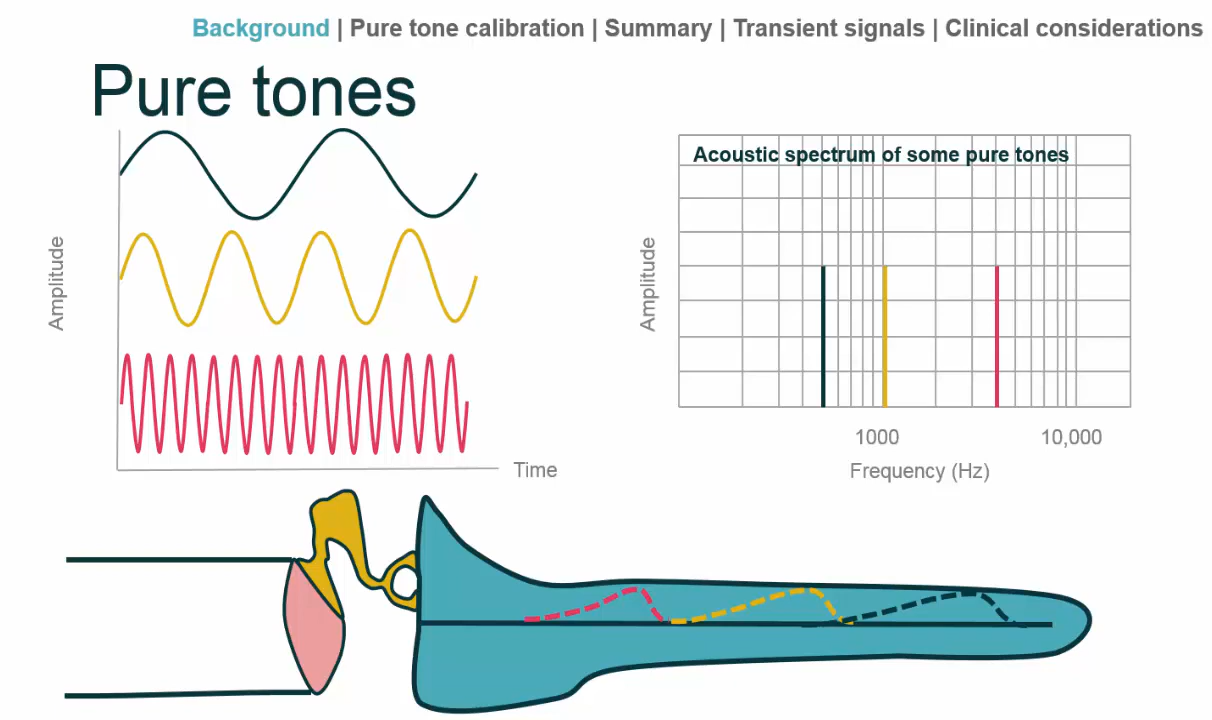 Background | Pure tone calibration | Summary | Transient signals | Clinical considerations
Pure tones
Amplitude
Time
Acoustic spectrum of some pure tones
Amplitude
1000
10,000
Frequency (Hz)